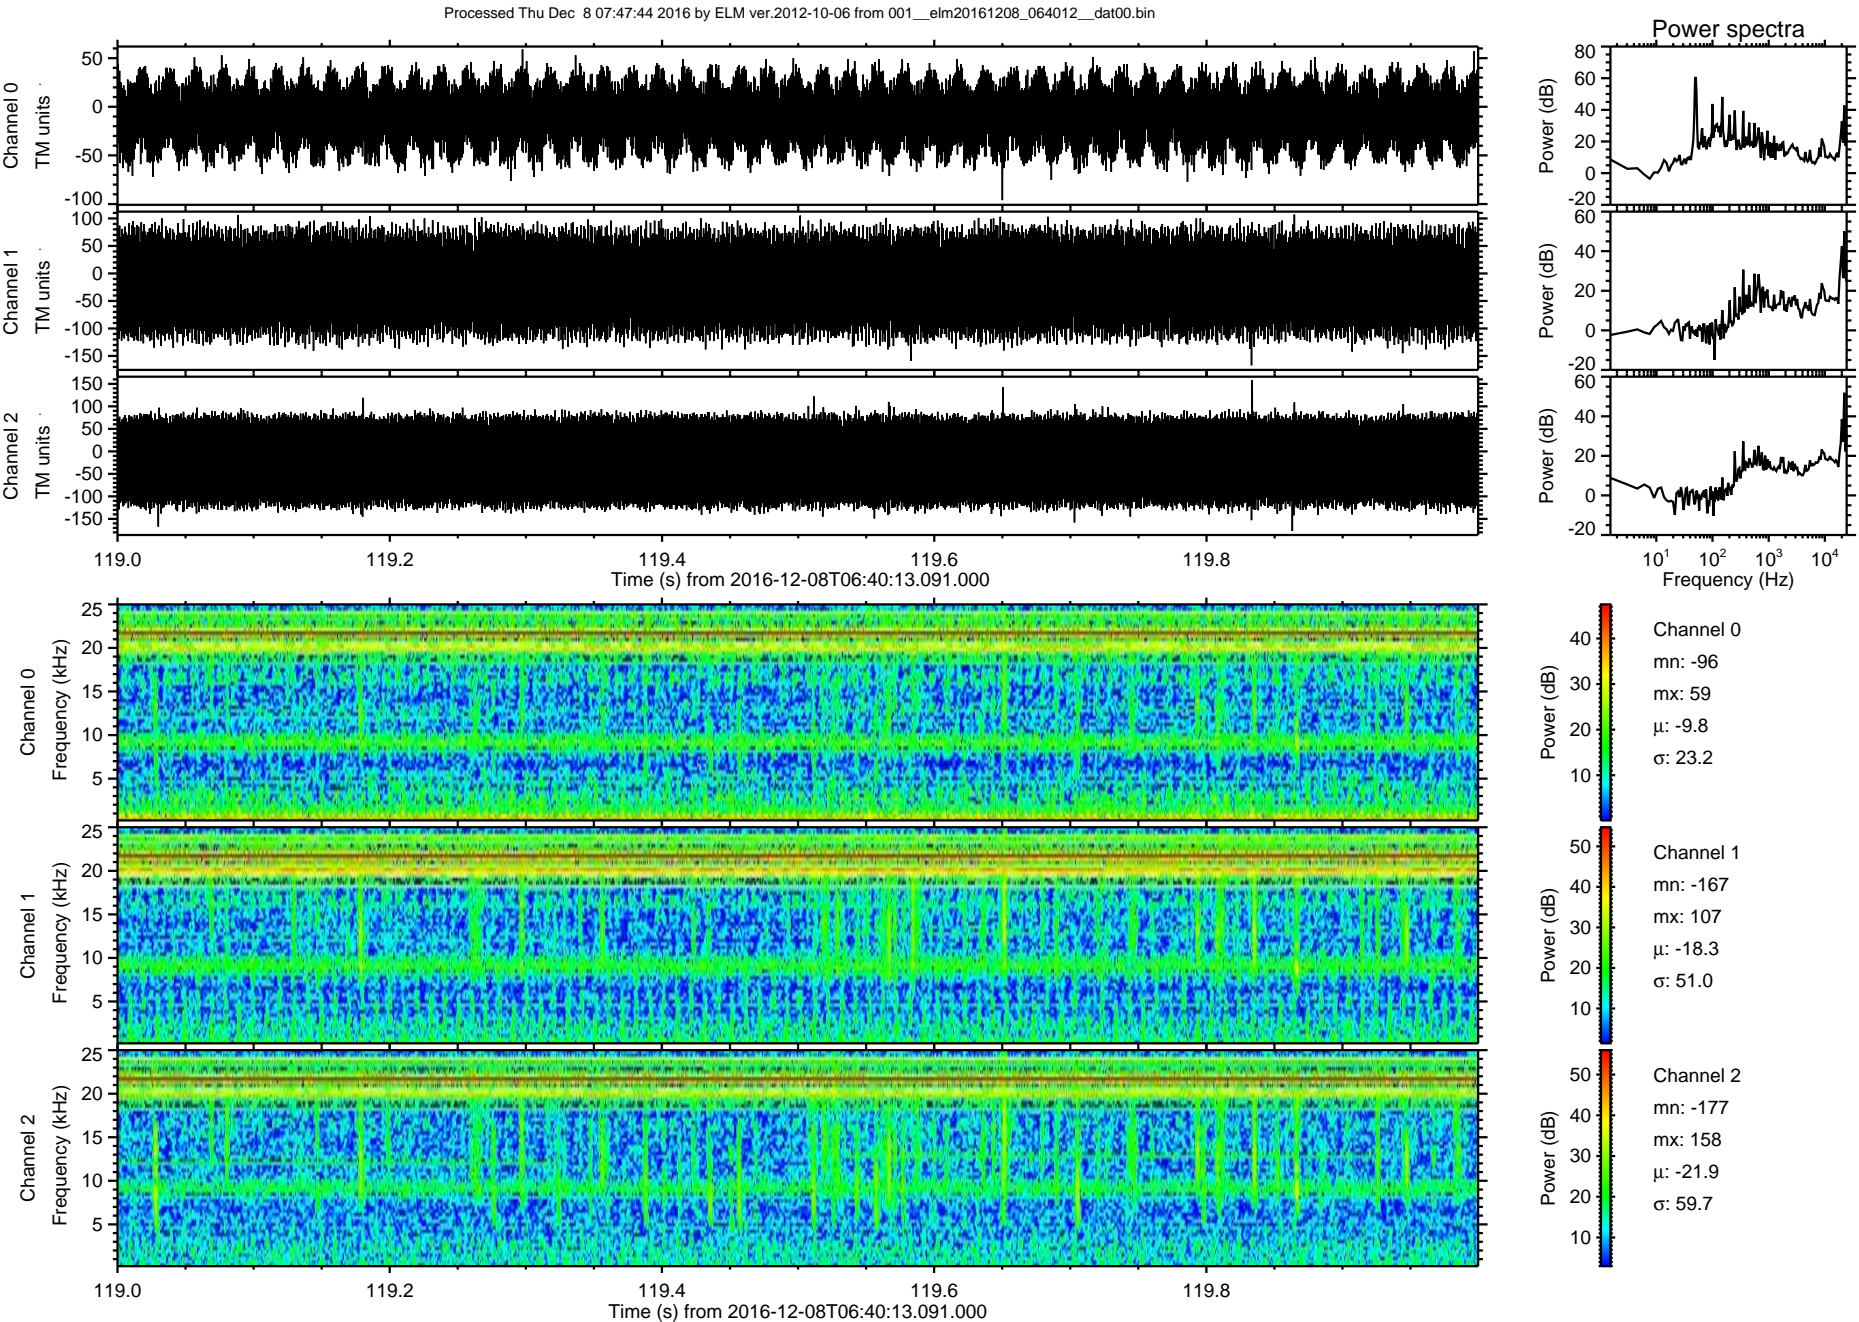 Processed Thu Dec  8 07:47:44 2016 by ELM ver.2012-10-06 from 001__elm20161208_064012__dat00.bin
Power spectra
Channel 0
TM units
50
0
-50
-100
Power (dB)
80
60
40
20
0
-20
Channel 1
TM units
100
50
0
-50
-100
-150
Power (dB)
60
40
20
0
-20
Channel 2
TM units
150
100
50
0
-50
-100
-150
Power (dB)
60
40
20
0
-20
119.0 119.2 119.4 119.6 119.8
Time (s) from 2016-12-08T06:40:13.091.000
10^1 10^2 10^3 10^4
Frequency (Hz)
Channel 0
Frequency (kHz)
25
20
15
10
5
Power (dB)
40
30
20
10
Channel 0
mn: -96
mx: 59
μ: -9.8
σ: 23.2
Channel 1
Frequency (kHz)
25
20
15
10
5
Power (dB)
50
40
30
20
10
Channel 1
mn: -167
mx: 107
μ: -18.3
σ: 51.0
Channel 2
Frequency (kHz)
25
20
15
10
5
Power (dB)
50
40
30
20
10
Channel 2
mn: -177
mx: 158
μ: -21.9
σ: 59.7
119.0 119.2 119.4 119.6 119.8
Time (s) from 2016-12-08T06:40:13.091.000